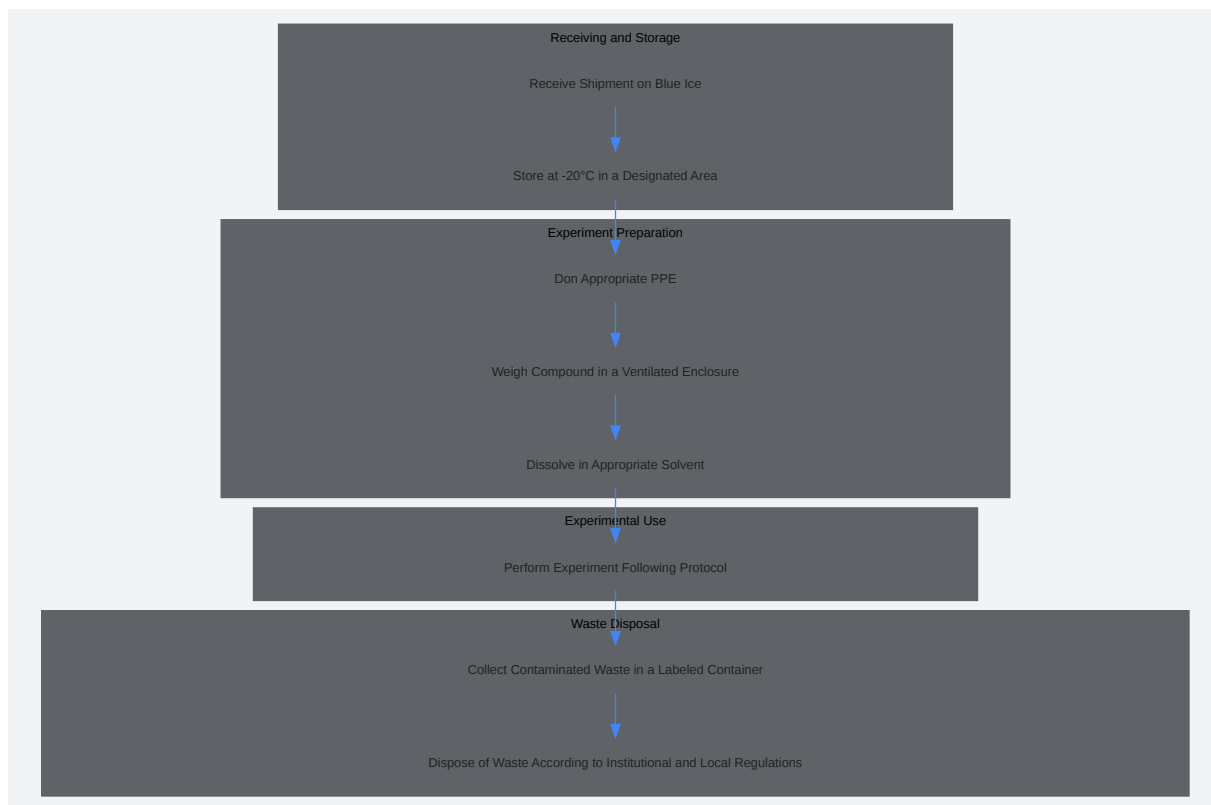 Receiving and Storage
Receive Shipment on Blue Ice
Store at -20°C in a Designated Area
Experiment Preparation
Don Appropriate PPE
Weigh Compound in a Ventilated Enclosure
Dissolve in Appropriate Solvent
Experimental Use
Perform Experiment Following Protocol
Waste Disposal
Collect Contaminated Waste in a Labeled Container
Dispose of Waste According to Institutional and Local Regulations